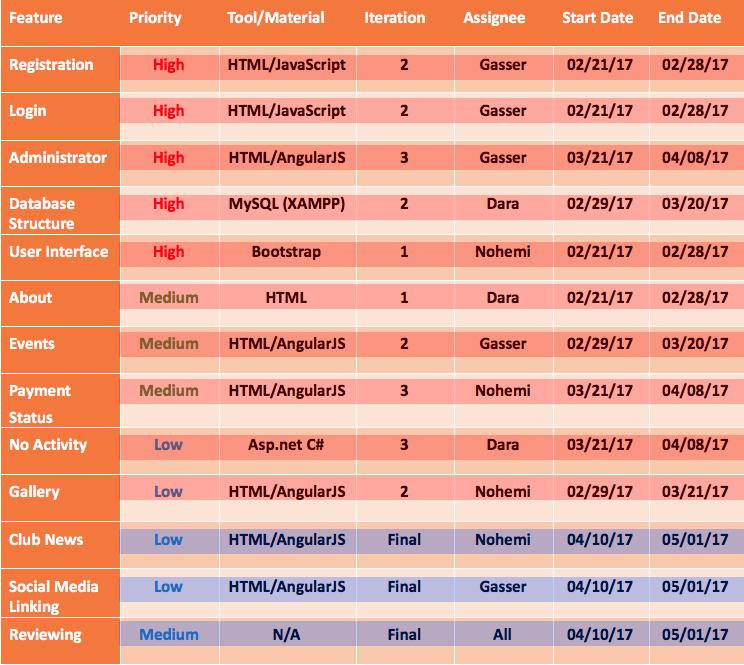 Feature Priority Tool/Material Iteration Assignee Start Date End Date
Registration High HTML/JavaScript 2 Gasser 02/21/17 02/28/17
Login High HTML/JavaScript 2 Gasser 02/21/17 02/28/17
Administrator High HTML/AngularJS 3 Gasser 03/21/17 04/08/17
Database High MySQL (XAMPP) 2 Dara 02/29/17 03/20/17
Structure
User Interface High Bootstrap 1 Nohemi 02/21/17 02/28/17
About Medium HTML 1 Dara 02/21/17 02/28/17
Events Medium HTML/AngularJS 2 Gasser 02/29/17 03/20/17
Payment Medium HTML/AngularJS 3 Nohemi 03/21/17 04/08/17
Status
No Activity Low Asp.net C# 3 Dara 03/21/17 04/08/17
Gallery Low HTML/AngularJS 2 Nohemi 02/29/17 03/21/17
Club News Low HTML/AngularJS Final Nohemi 04/10/17 05/01/17
Social Media Low HTML/AngularJS Final Gasser 04/10/17 05/01/17
Linking
Reviewing Medium N/A Final All 04/10/17 05/01/17